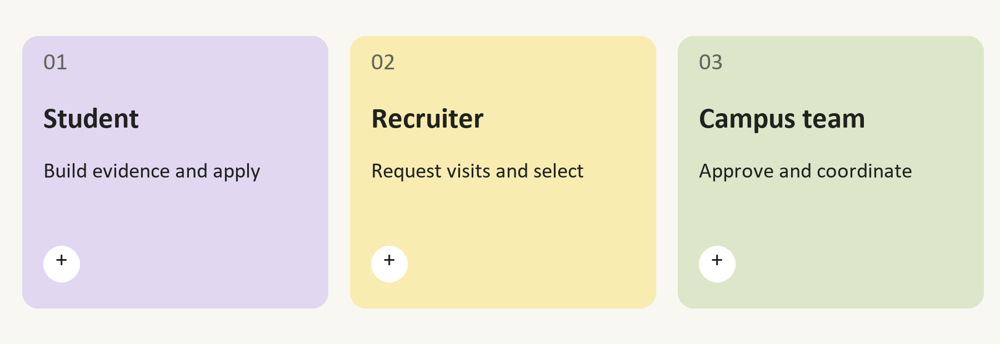 01
Student
Build evidence and apply
+
02
Recruiter
Request visits and select
+
03
Campus team
Approve and coordinate
+